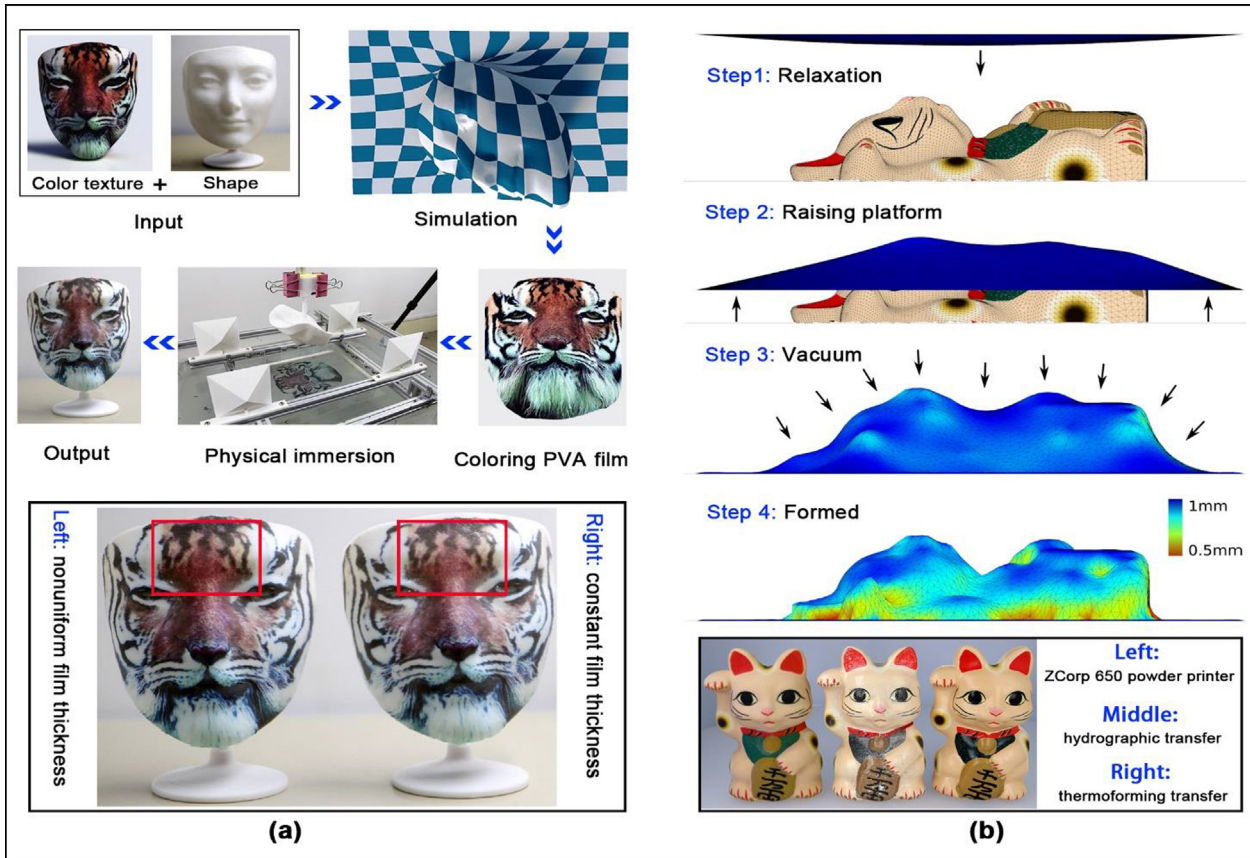 Color texture + Shape
Input
Simulation
Output
Physical immersion
Coloring PVA film
Left: nonuniform film thickness
Right: constant film thickness
(a)
Step1: Relaxation
Step 2: Raising platform
Step 3: Vacuum
Step 4: Formed
1mm
0.5mm
Left:
ZCorp 650 powder printer
Middle:
hydrographic transfer
Right:
thermoforming transfer
(b)